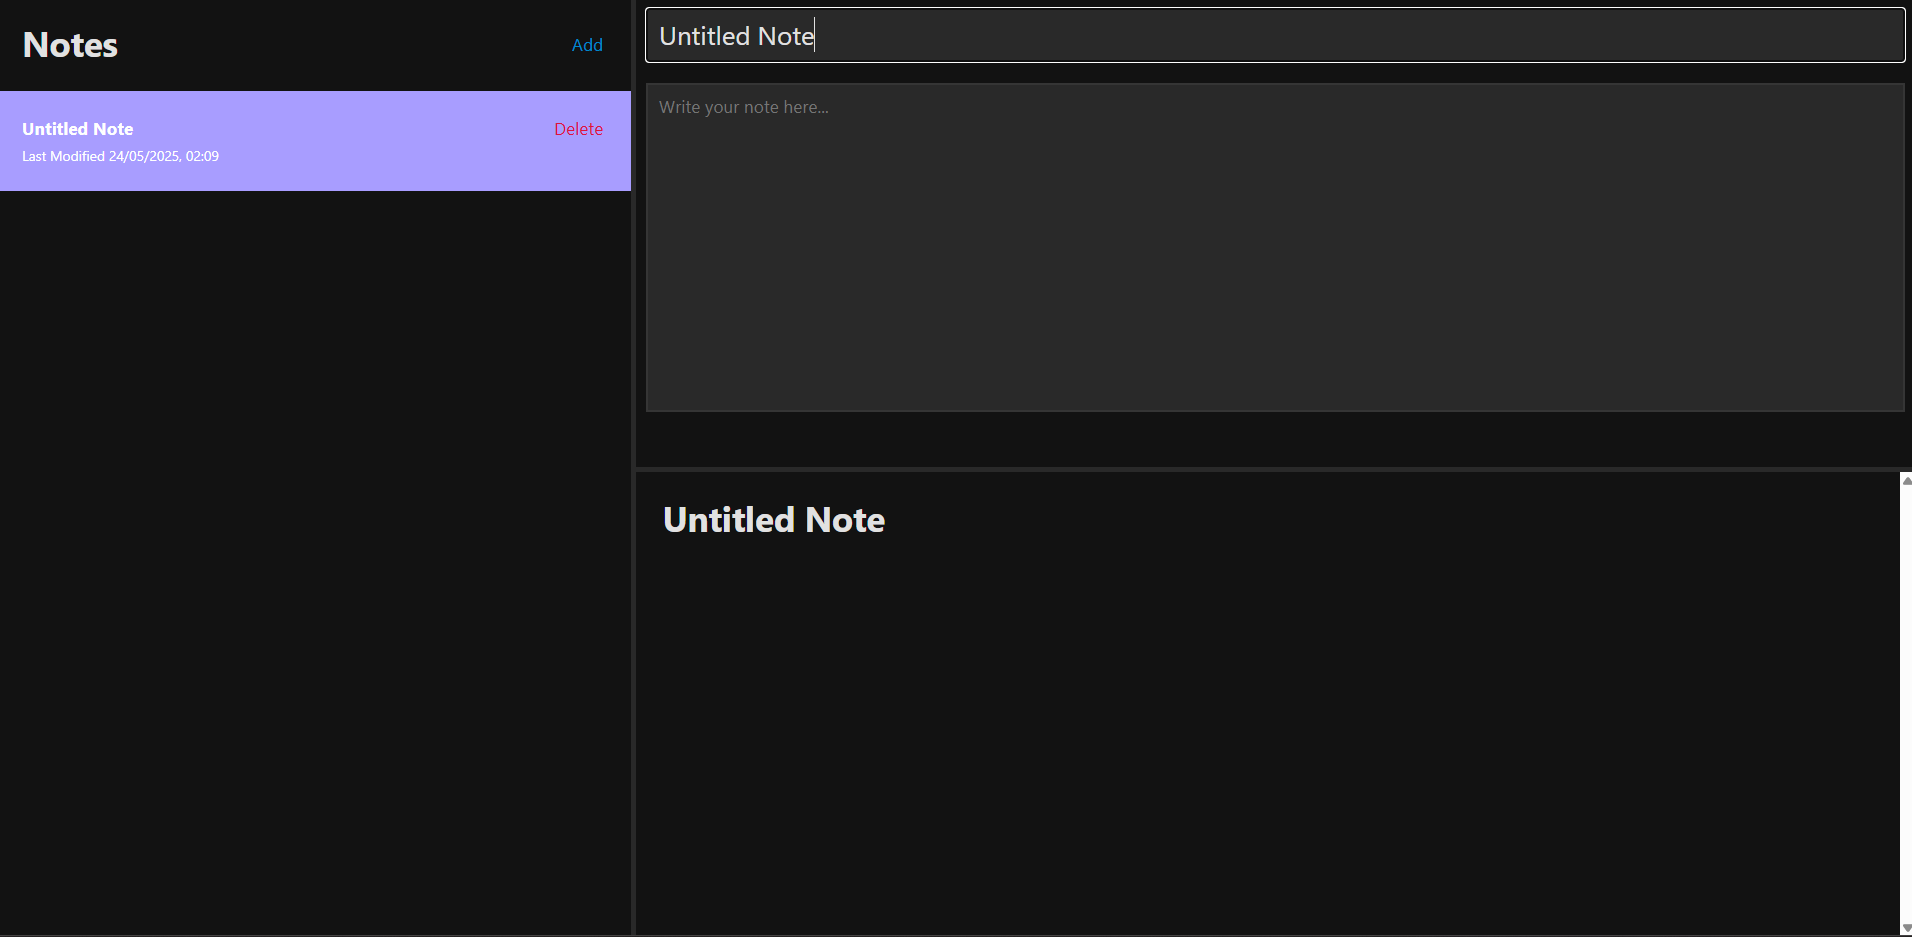 Notes
Add
Untitled Note
Delete
Last Modified 24/05/2025, 02:09
Untitled Note
Write your note here...
Untitled Note